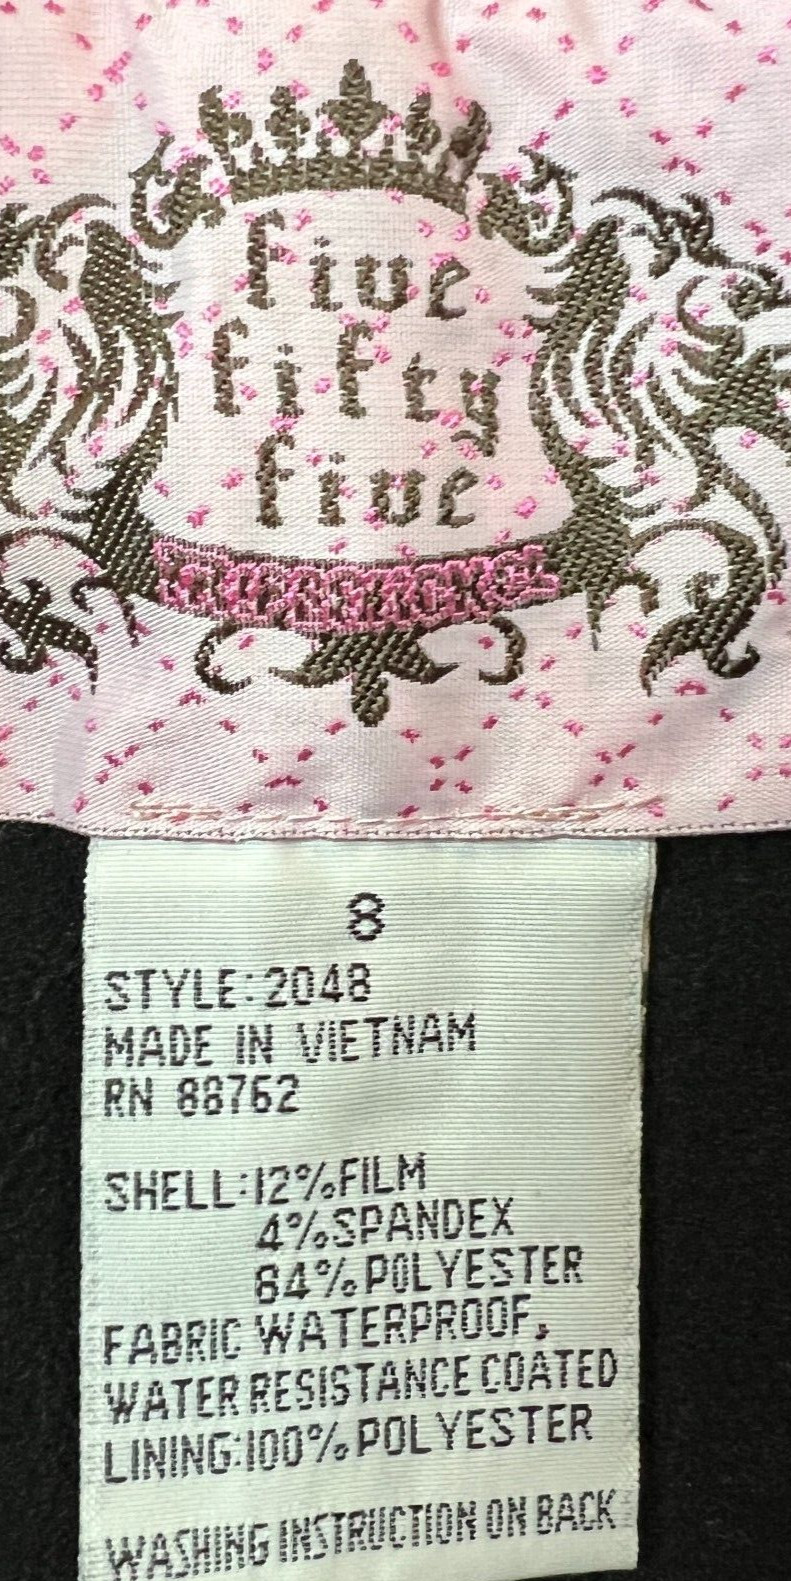 five
fifty
five
8
STYLE:2048
MADE IN VIETNAM
RN 88762
SHELL:12%FILM
4%SPANDEX
84%POLYESTER
FABRIC WATERPROOF,
WATER RESISTANCE COATED
LINING:100%POLYESTER
WASHING INSTRUCTION ON BACK